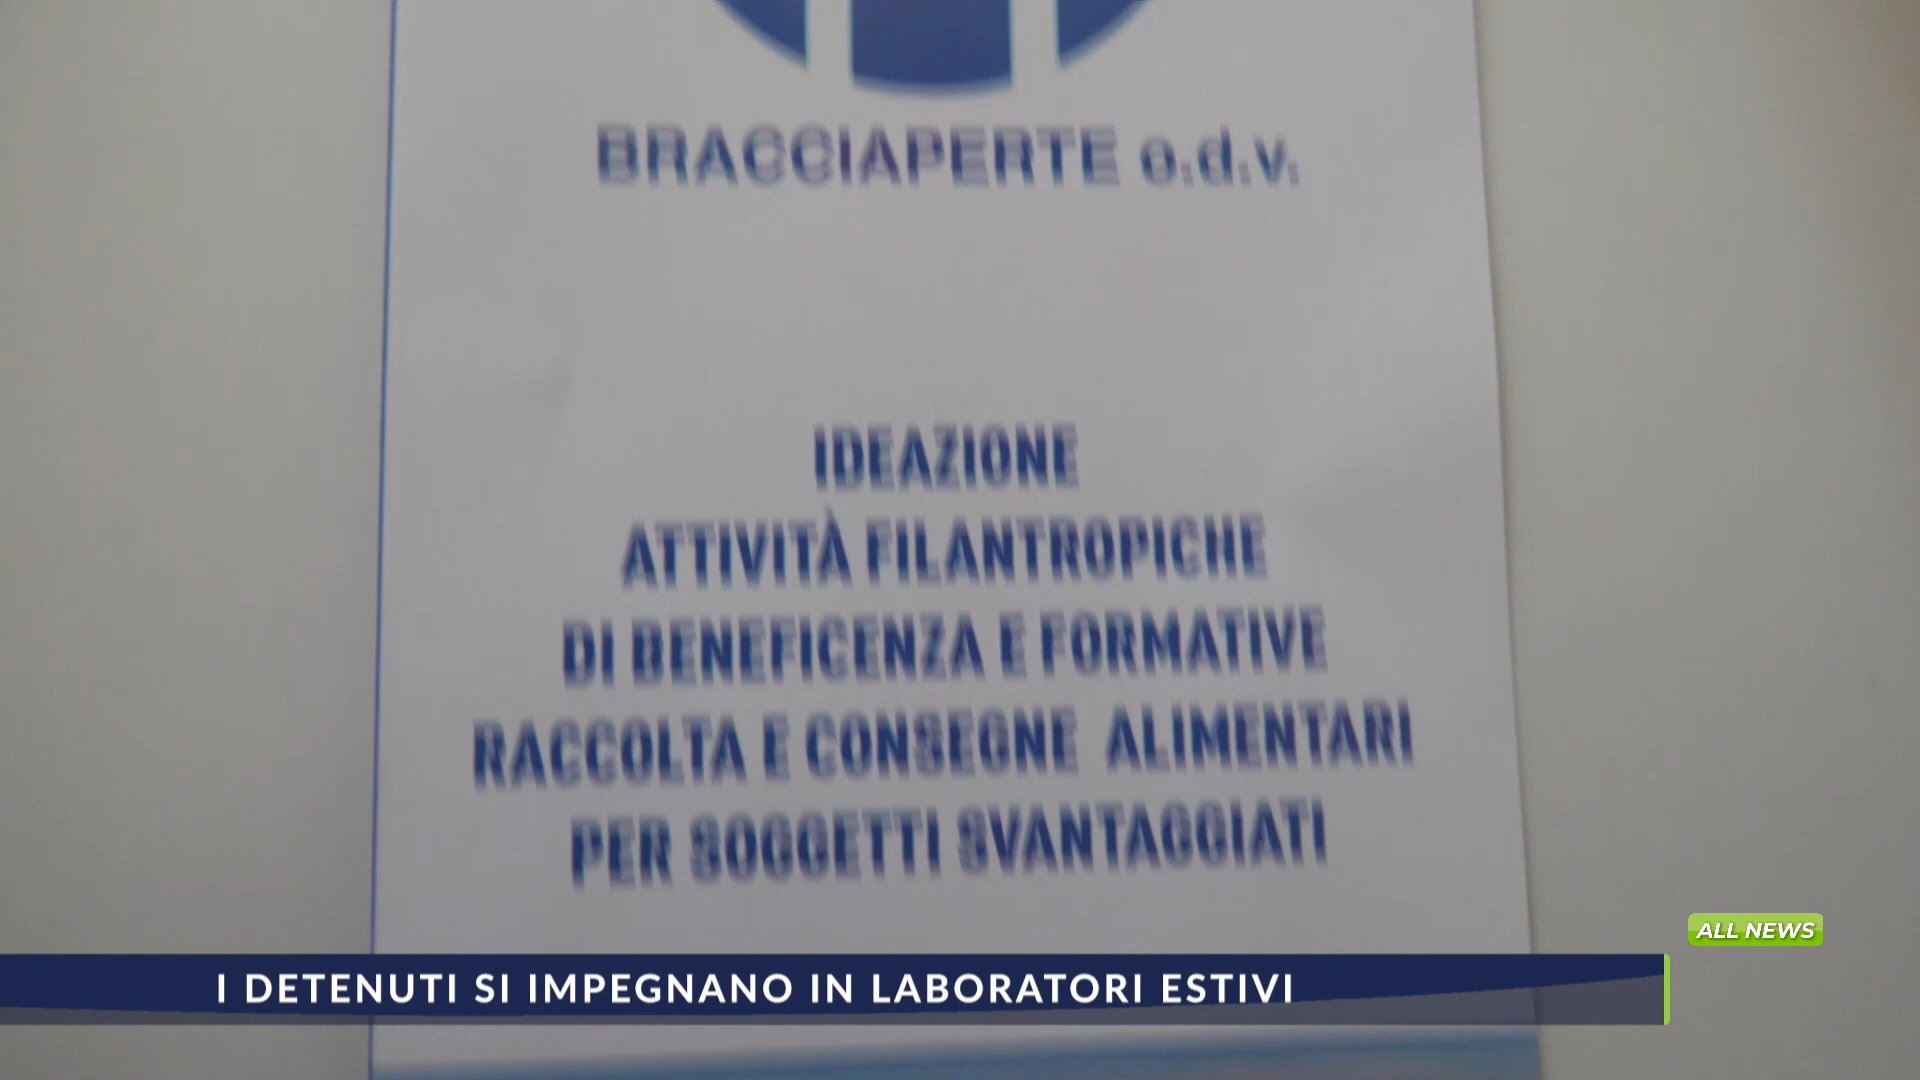 BRACCIAPERTE o.d.v.
IDEAZIONE
ATTIVITÀ FILANTROPICHE
DI BENEFICENZA E FORMATIVE
RACCOLTA E CONSEGNE ALIMENTARI
PER SOGGETTI SVANTAGGIATI
ALL NEWS
I DETENUTI SI IMPEGNANO IN LABORATORI ESTIVI